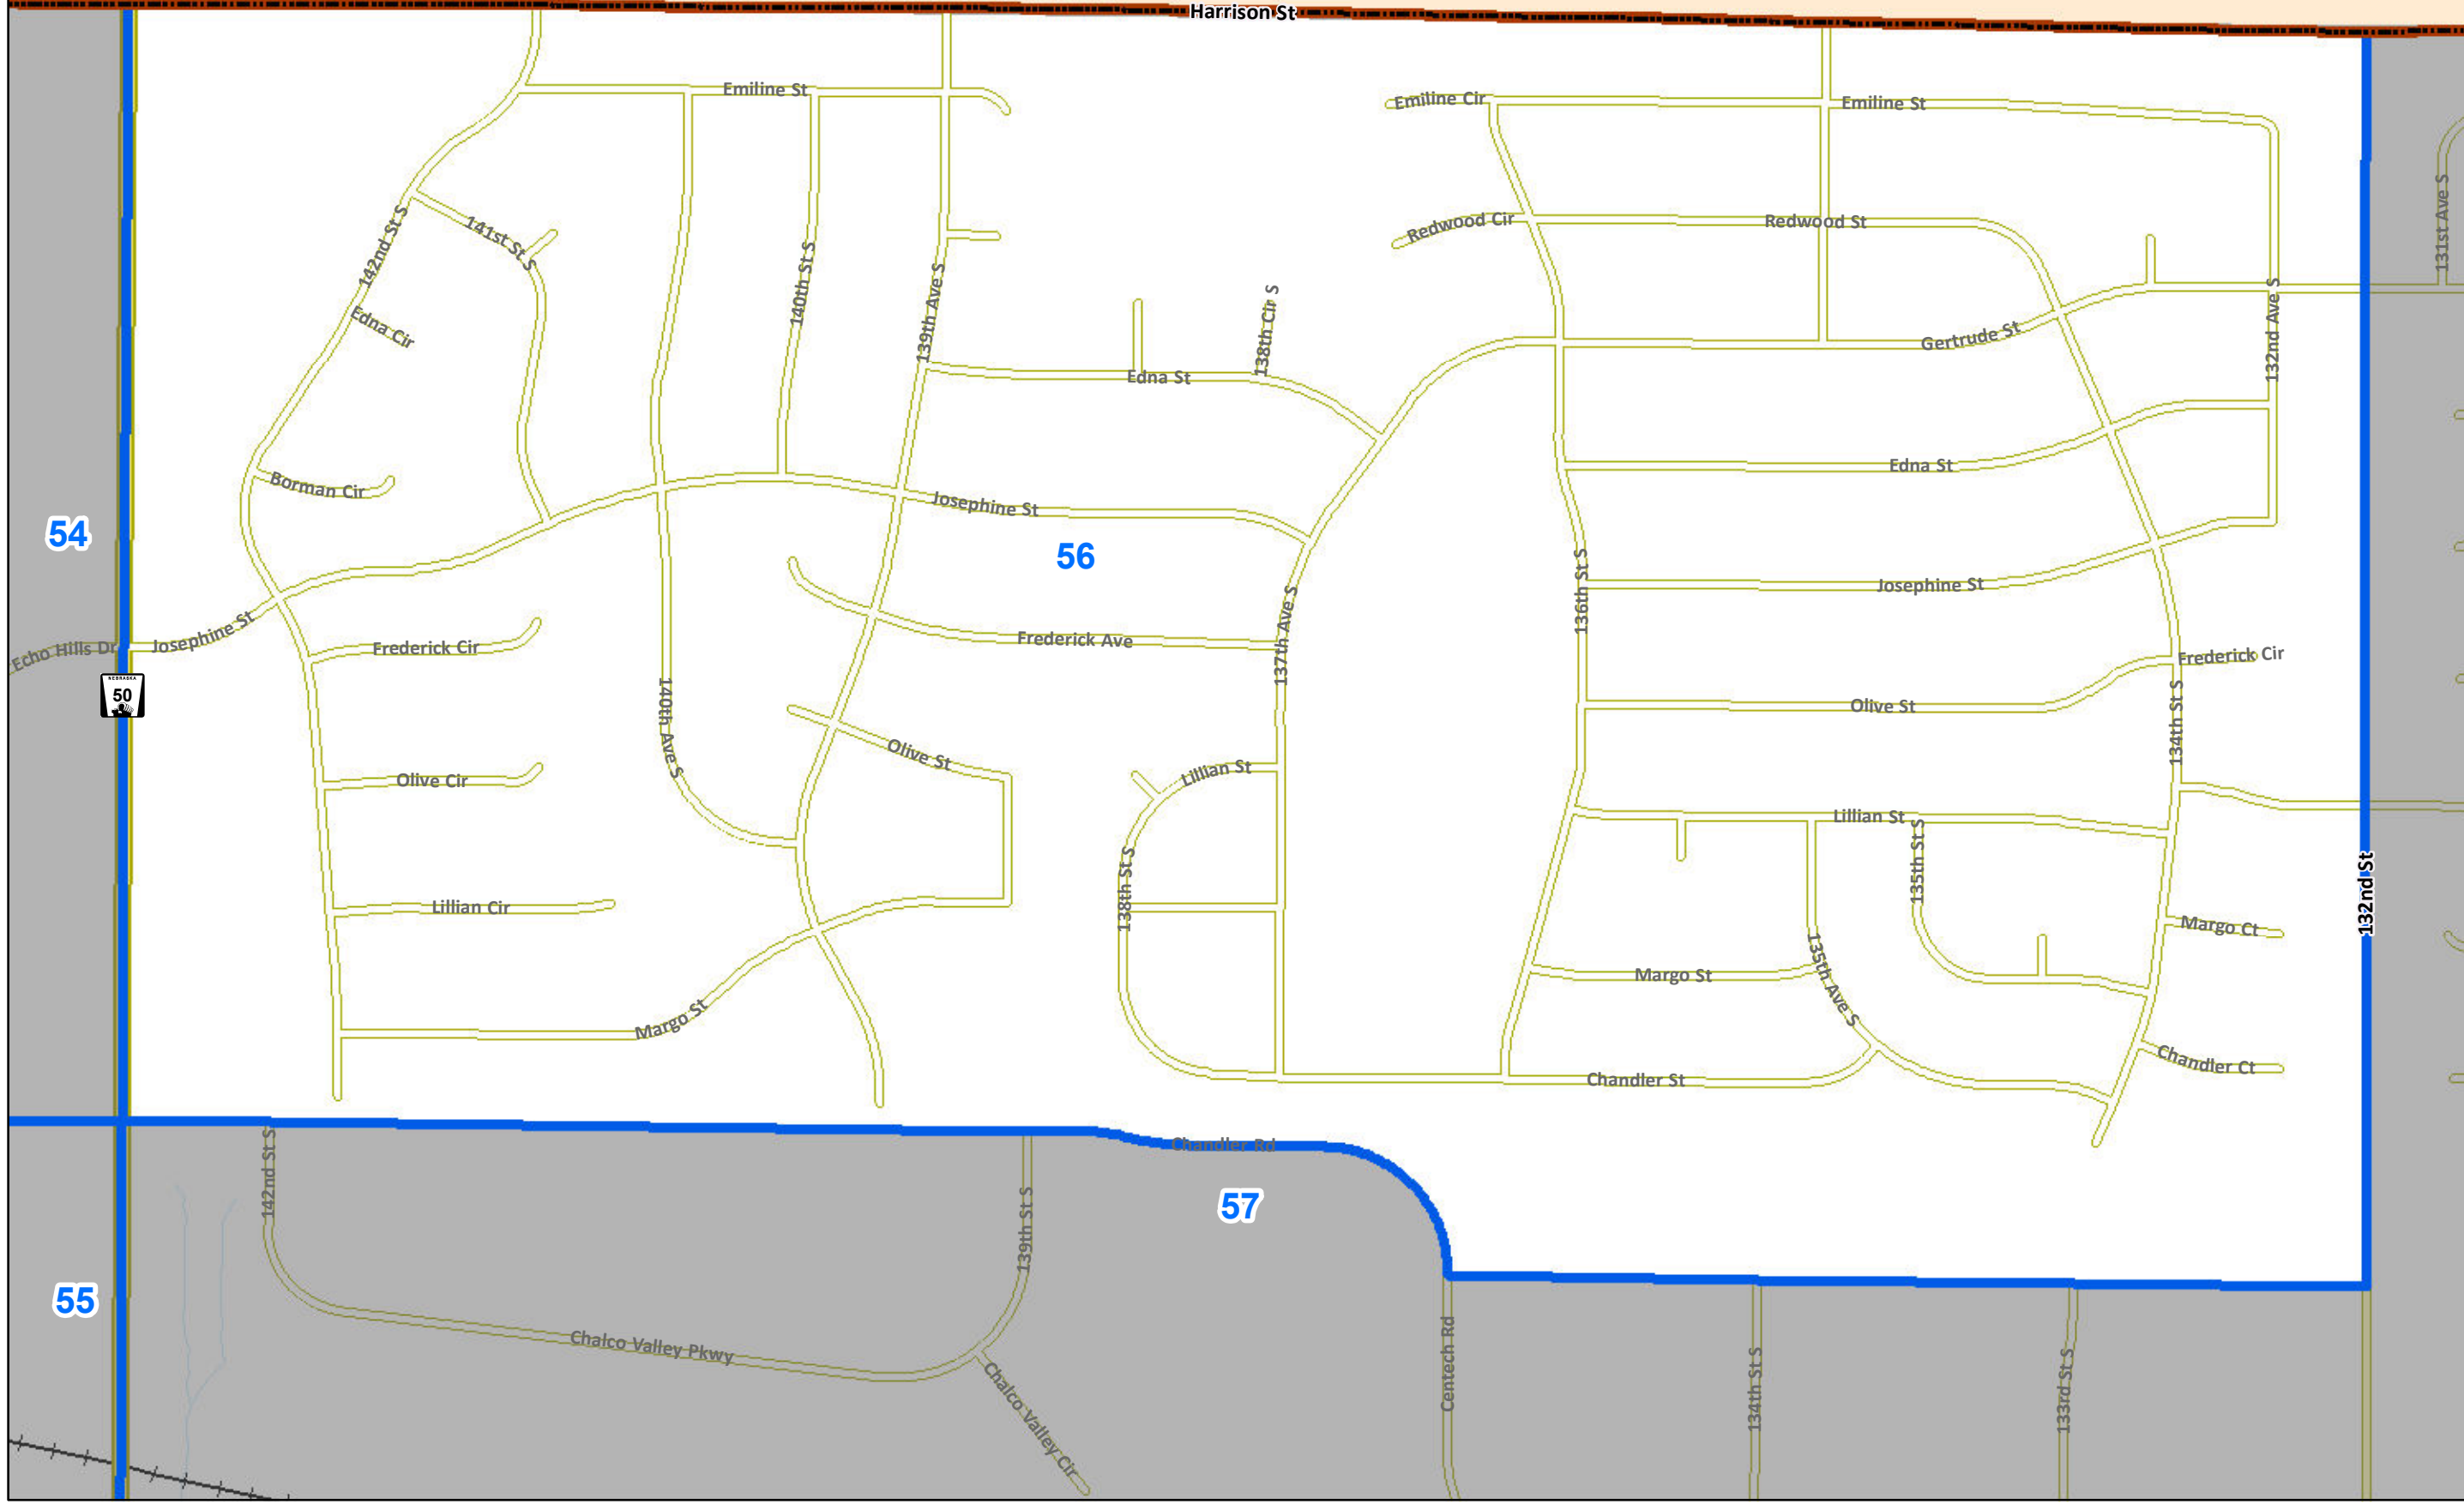 Harrison St
Emiline St
Emiline Cir
Emiline St
142nd St S
141st St S
Redwood Cir
Redwood St
131st Ave S
140th St S
139th Ave S
138th Cir S
Edna Cir
Edna St
Gertrude St
132nd Ave S
Borman Cir
Josephine St
Edna St
54
56
136th St S
Josephine St
Echo Hills Dr
Josephine St
Frederick Cir
Frederick Ave
137th Ave S
Frederick Cir
NEBRASKA
50
140th Ave S
Olive St
Olive St
134th St S
Olive Cir
Lillian St
Lillian St
138th St S
135th St S
132nd St
Lillian Cir
Margo Ct
Margo St
Margo St
135th Ave S
Chandler St
Chandler Ct
Chandler Rd
142nd St S
139th St S
57
55
Chalco Valley Pkwy
Chalco Valley Cir
Centech Rd
134th St S
133rd St S